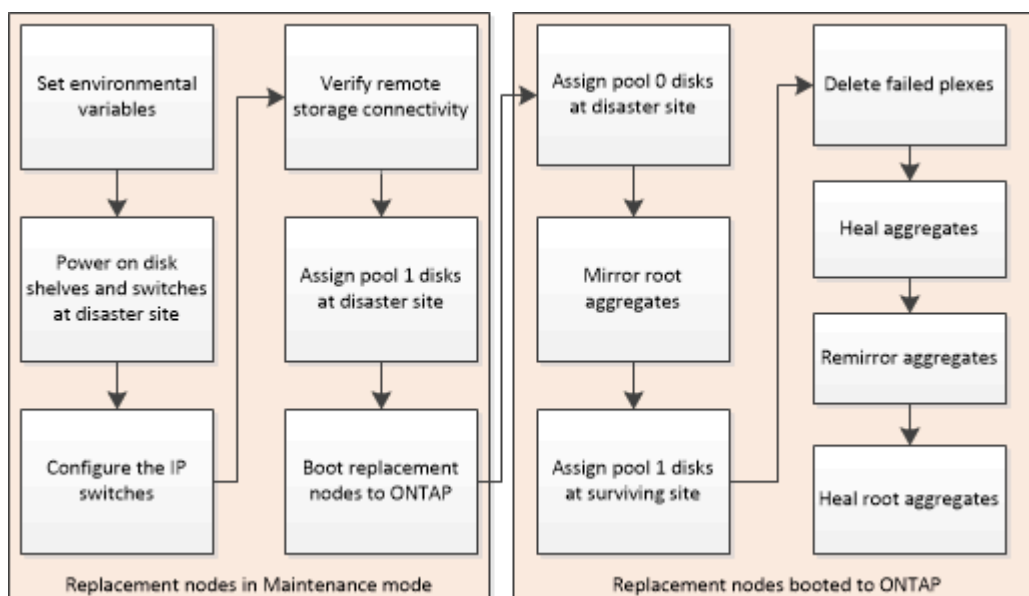 Set environmental
variables
Power on disk
shelves and switches
at disaster site
Configure the IP
switches
Verify remote
storage connectivity
Assign pool 1 disks
at disaster site
Boot replacement
nodes to ONTAP
Replacement nodes in Maintenance mode
Assign pool 0 disks
at disaster site
Mirror root
aggregates
Assign pool 1 disks
at surviving site
Delete failed plexes
Heal aggregates
Remirror aggregates
Heal root aggregates
Replacement nodes booted to ONTAP